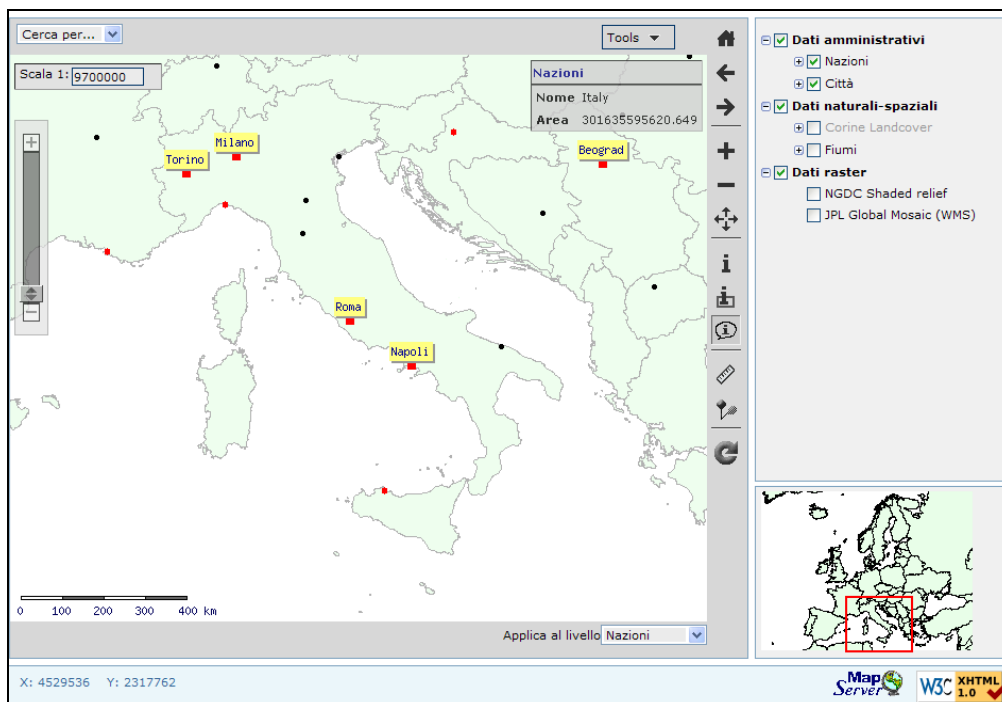 Cerca per...
Tools
Scala 1: 9700000
Nazioni
Nome Italy
Area 301635595620.649
Milano
Torino
Beograd
Roma
Napoli
0 100 200 300 400 km
Applica al livello Nazioni
Dati amministrativi
Nazioni
Città
Dati naturali-spaziali
Corine Landcover
Fiumi
Dati raster
NGDC Shaded relief
JPL Global Mosaic (WMS)
X: 4529536 Y: 2317762
Map
Server
W3C XHTML
1.0